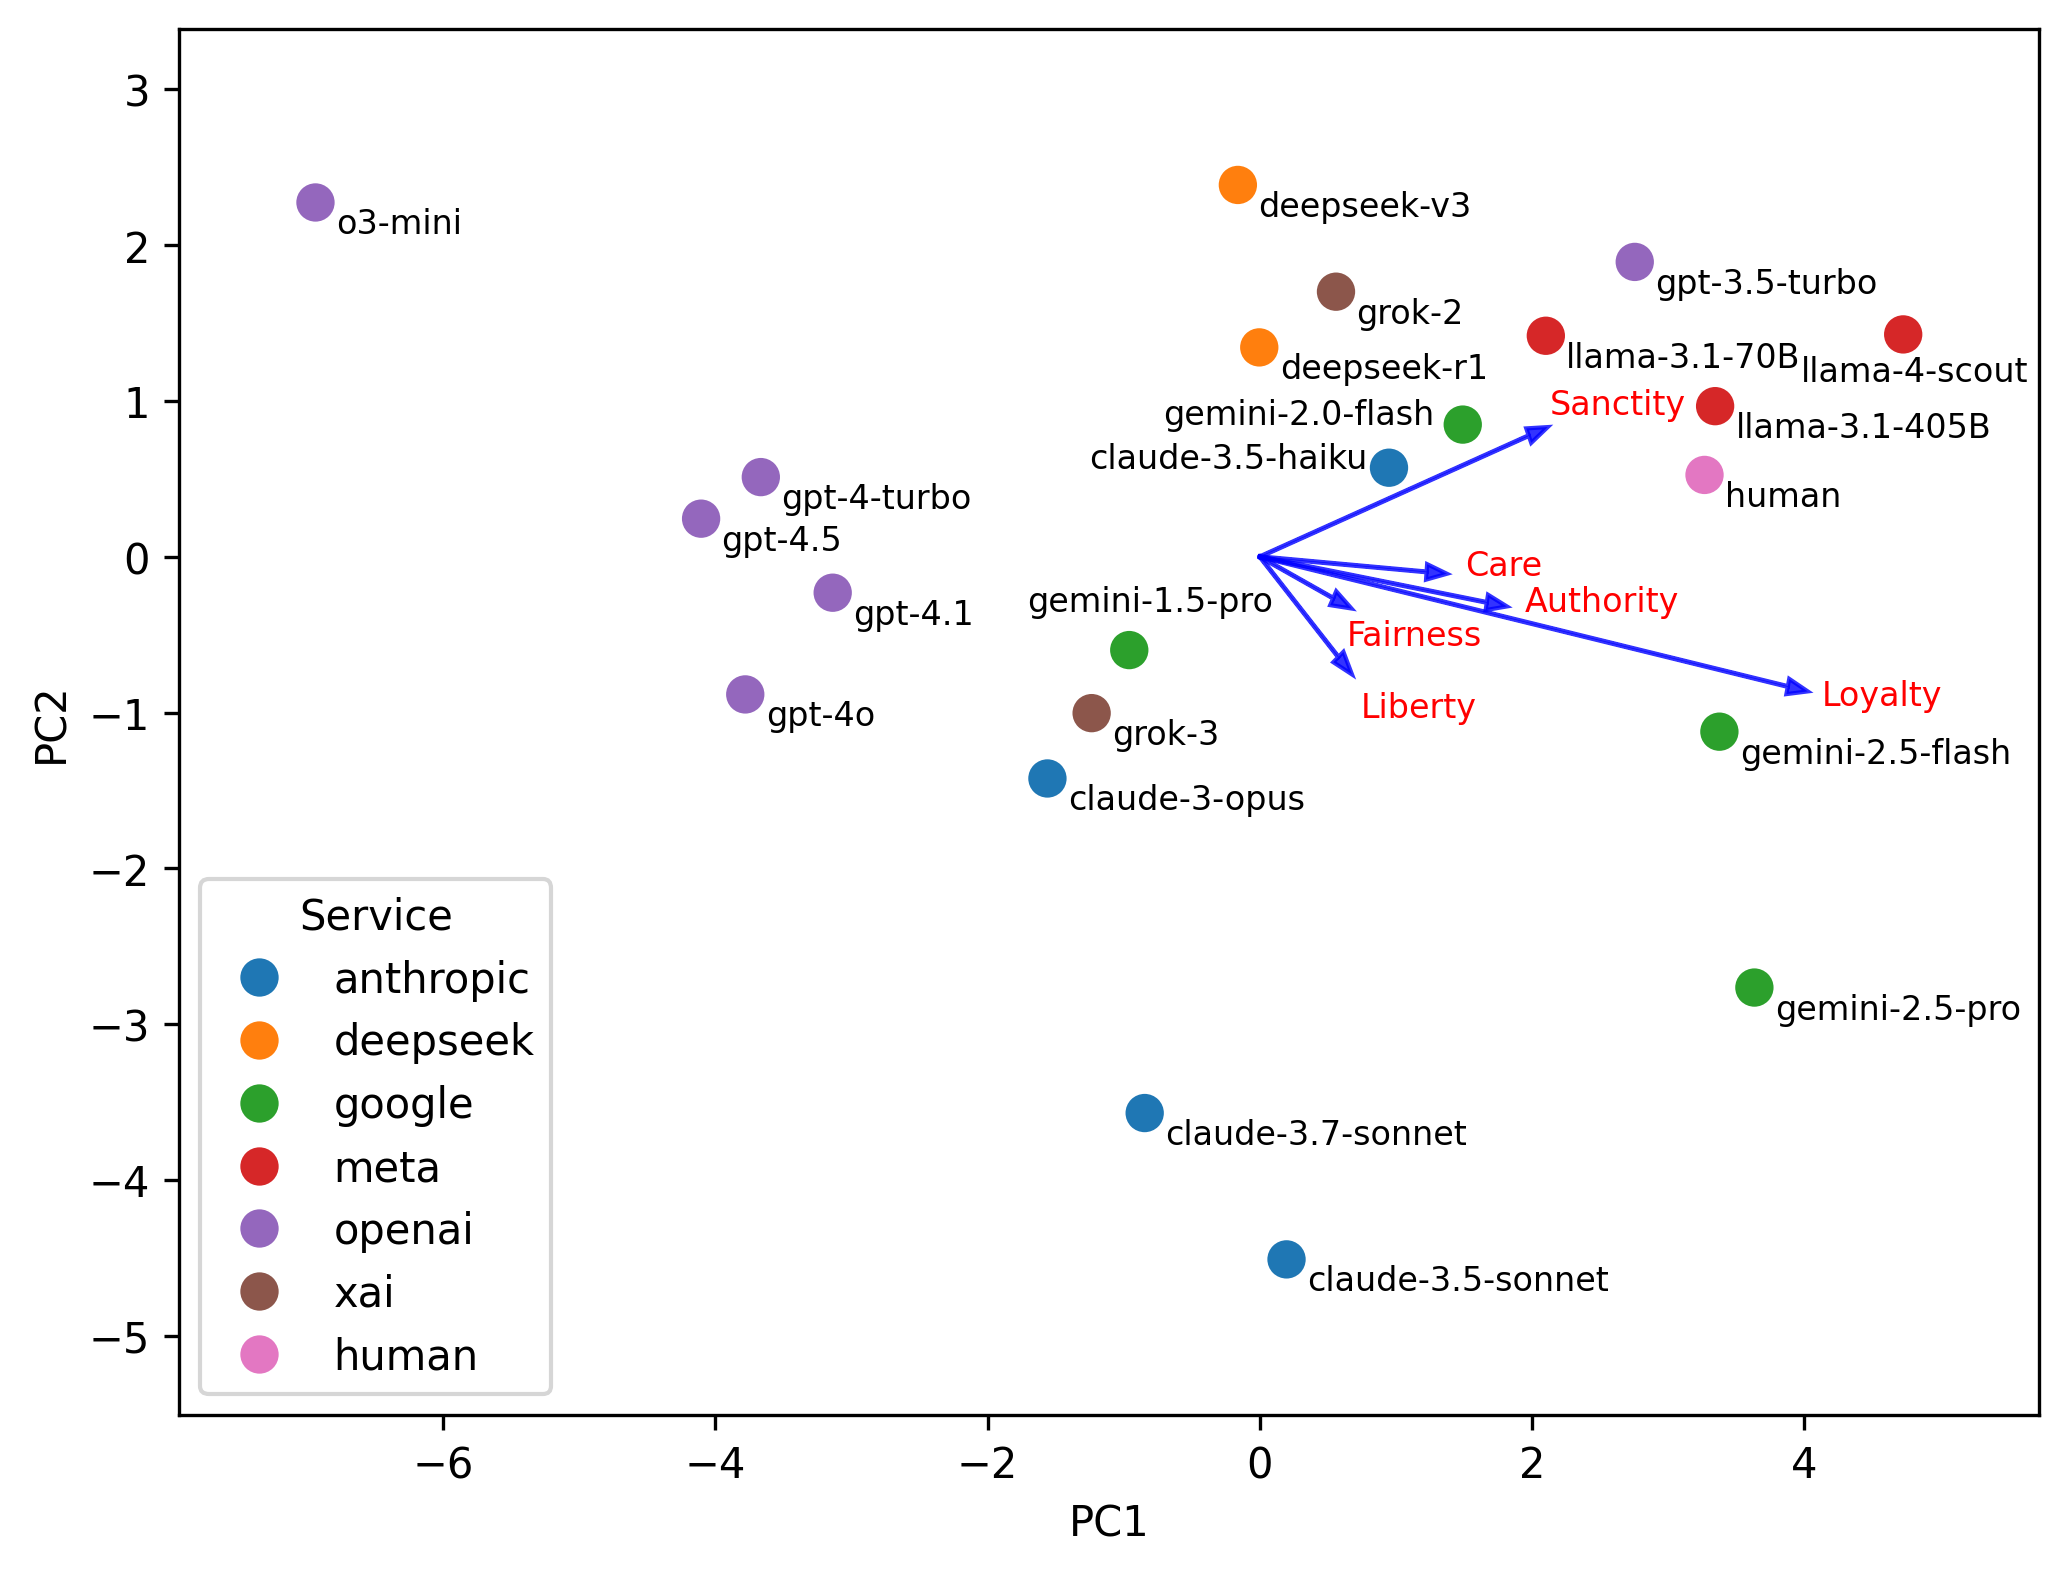 3
2
1
0
−1
−2
−3
−4
−5
PC2
o3-mini
deepseek-v3
gpt-3.5-turbo
grok-2
llama-3.1-70B
deepseek-r1
llama-4-scout
Sanctity
gemini-2.0-flash
llama-3.1-405B
claude-3.5-haiku
gpt-4-turbo
human
gpt-4.5
Care
gemini-1.5-pro
Authority
gpt-4.1
Fairness
Loyalty
Liberty
gpt-4o
grok-3
gemini-2.5-flash
claude-3-opus
gemini-2.5-pro
claude-3.7-sonnet
claude-3.5-sonnet
Service
anthropic
deepseek
google
meta
openai
xai
human
−6
−4
−2
0
2
4
PC1